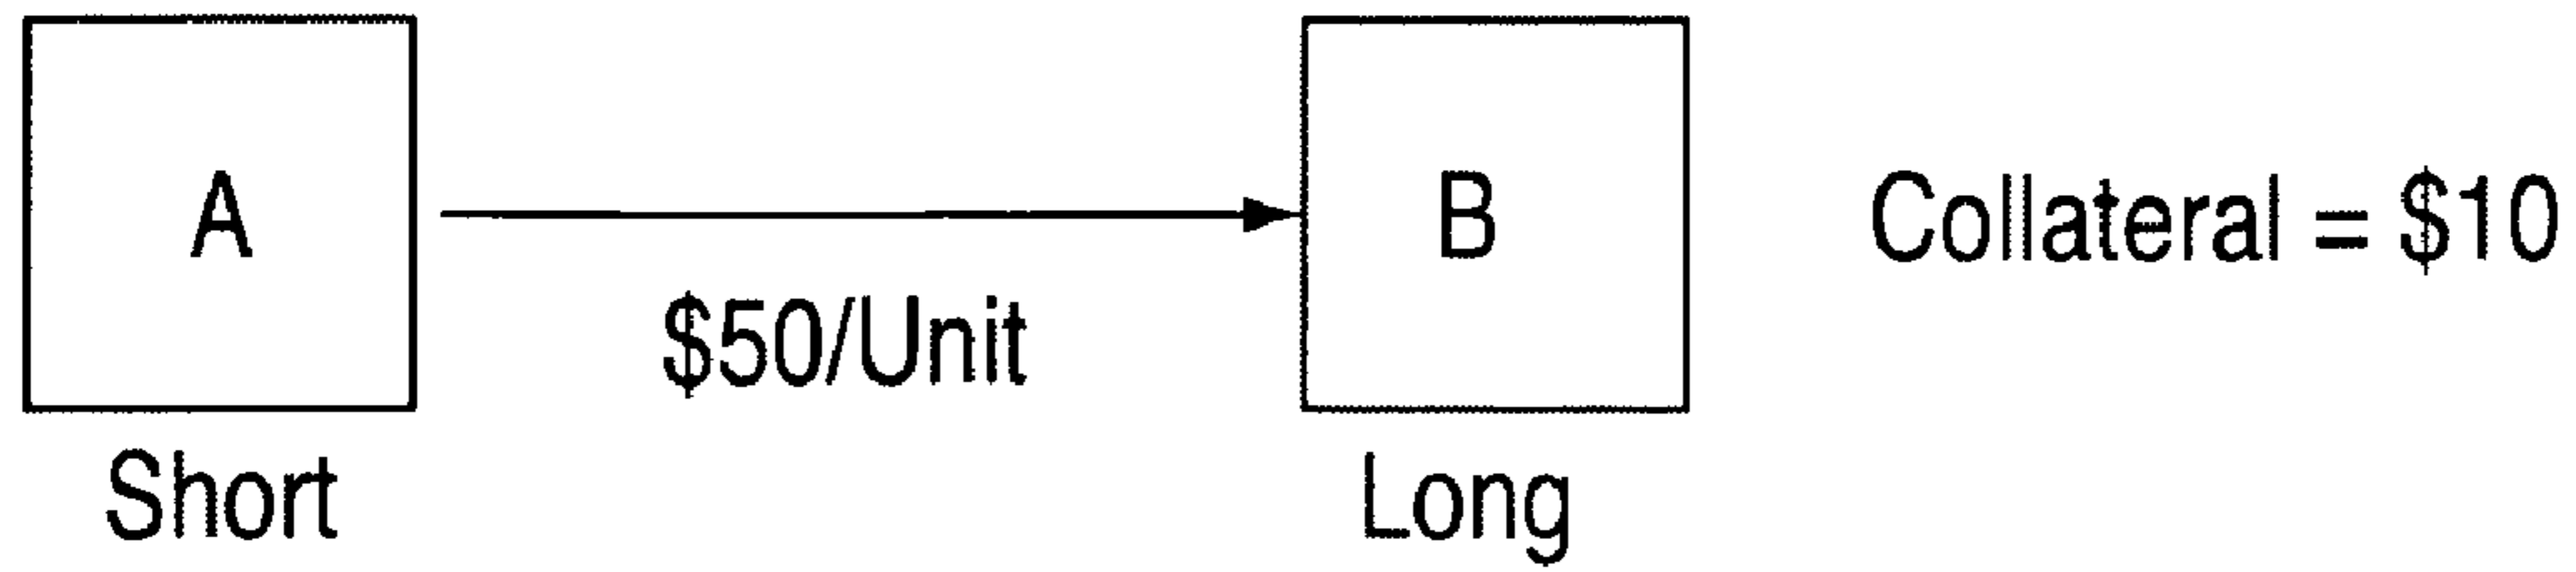 A
B
Collateral = $10
$50/Unit
Short
Long